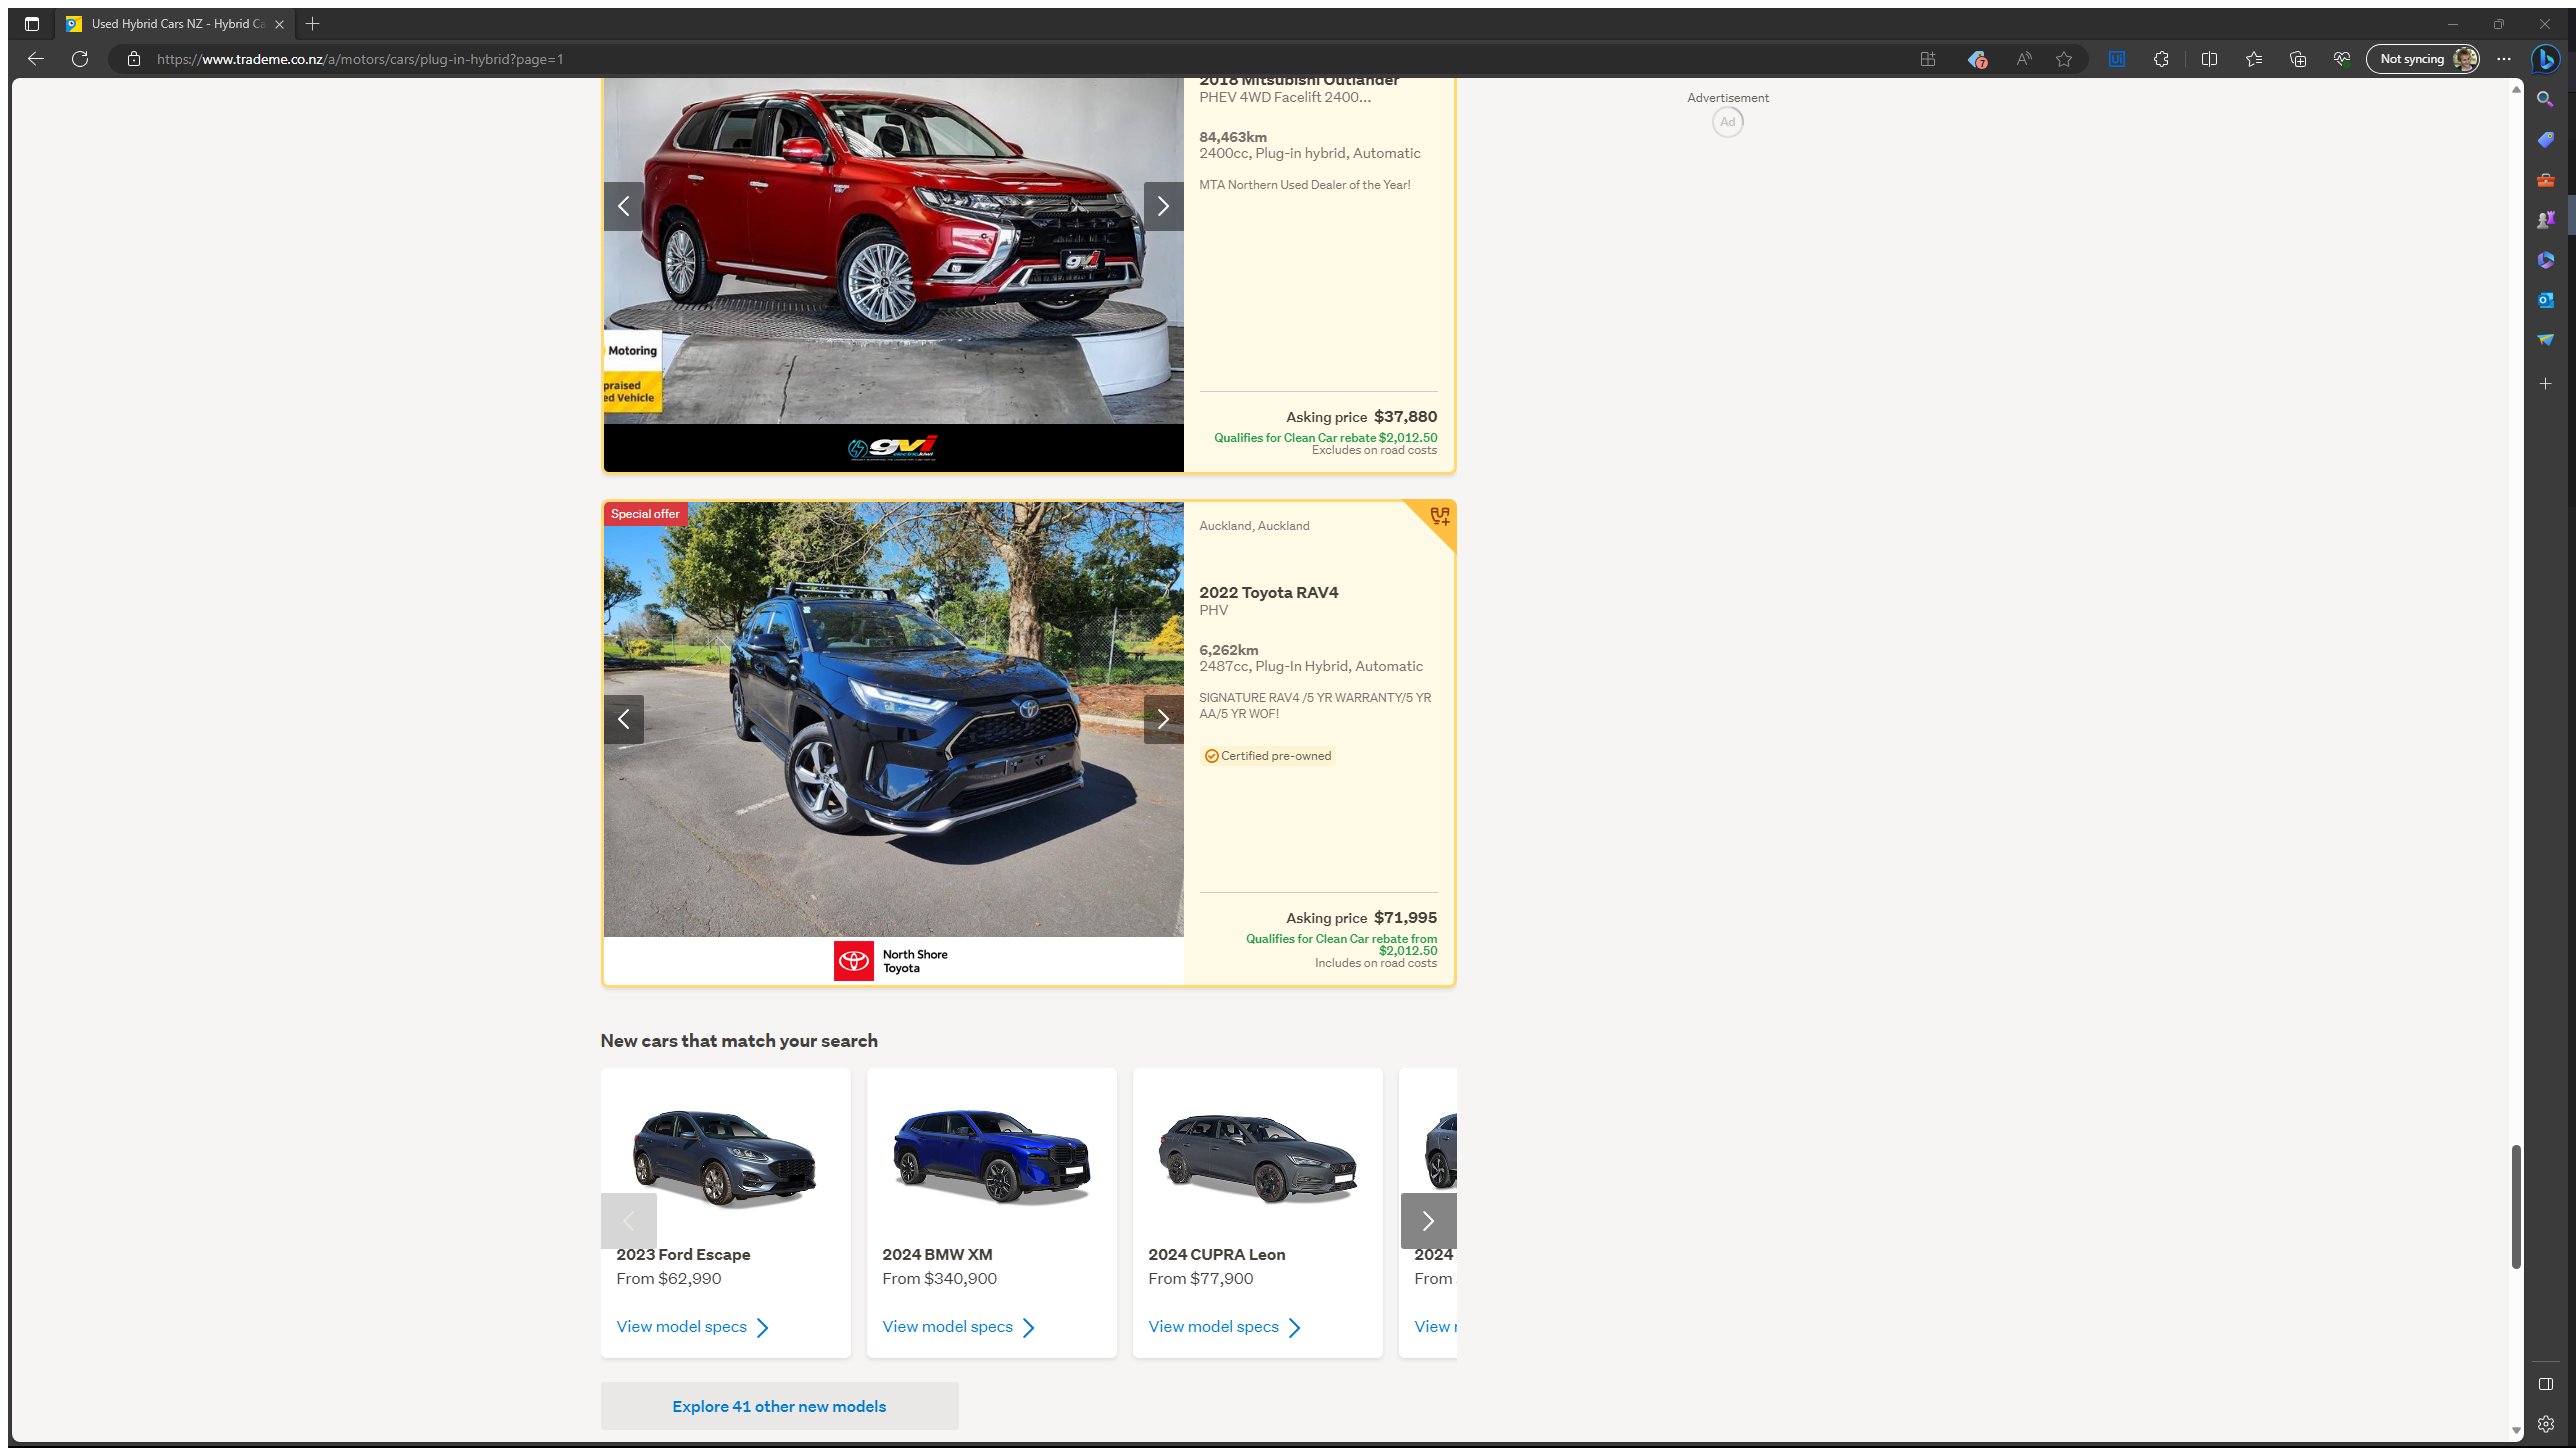 Used Hybrid Cars NZ - Hybrid Ca
https://www.trademe.co.nz/a/motors/cars/plug-in-hybrid?page=1
7
Not syncing
2018 Mitsubishi Outlander
PHEV 4WD Facelift 2400...
84,463km
2400cc, Plug-in hybrid, Automatic
MTA Northern Used Dealer of the Year!
gvi
Motoring
praised
ed Vehicle
gvi
Asking price $37,880
Qualifies for Clean Car rebate $2,012.50
Excludes on road costs
Advertisement
Ad
Special offer
Auckland, Auckland
2022 Toyota RAV4
PHV
6,262km
2487cc, Plug-In Hybrid, Automatic
SIGNATURE RAV4 /5 YR WARRANTY/5 YR
AA/5 YR WOF!
Certified pre-owned
Asking price $71,995
Qualifies for Clean Car rebate from
$2,012.50
Includes on road costs
North Shore
Toyota
New cars that match your search
2023 Ford Escape
From $62,990
View model specs
2024 BMW XM
From $340,900
View model specs
2024 CUPRA Leon
From $77,900
View model specs
2024
From
View
Explore 41 other new models